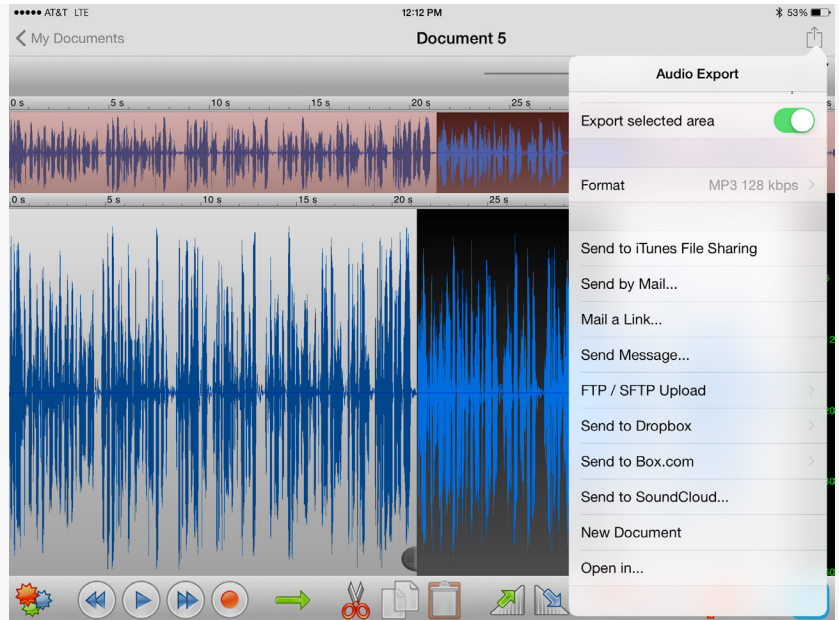 AT&T LTE
12:12 PM
53%
My Documents
Document 5
Audio Export
0 s
5 s
10 s
15 s
20 s
25 s
Export selected area
Format
MP3 128 kbps
0 s
5 s
10 s
15 s
20 s
25 s
Send to iTunes File Sharing
Send by Mail...
Mail a Link...
Send Message...
FTP / SFTP Upload
Send to Dropbox
Send to Box.com
Send to SoundCloud...
New Document
Open in...